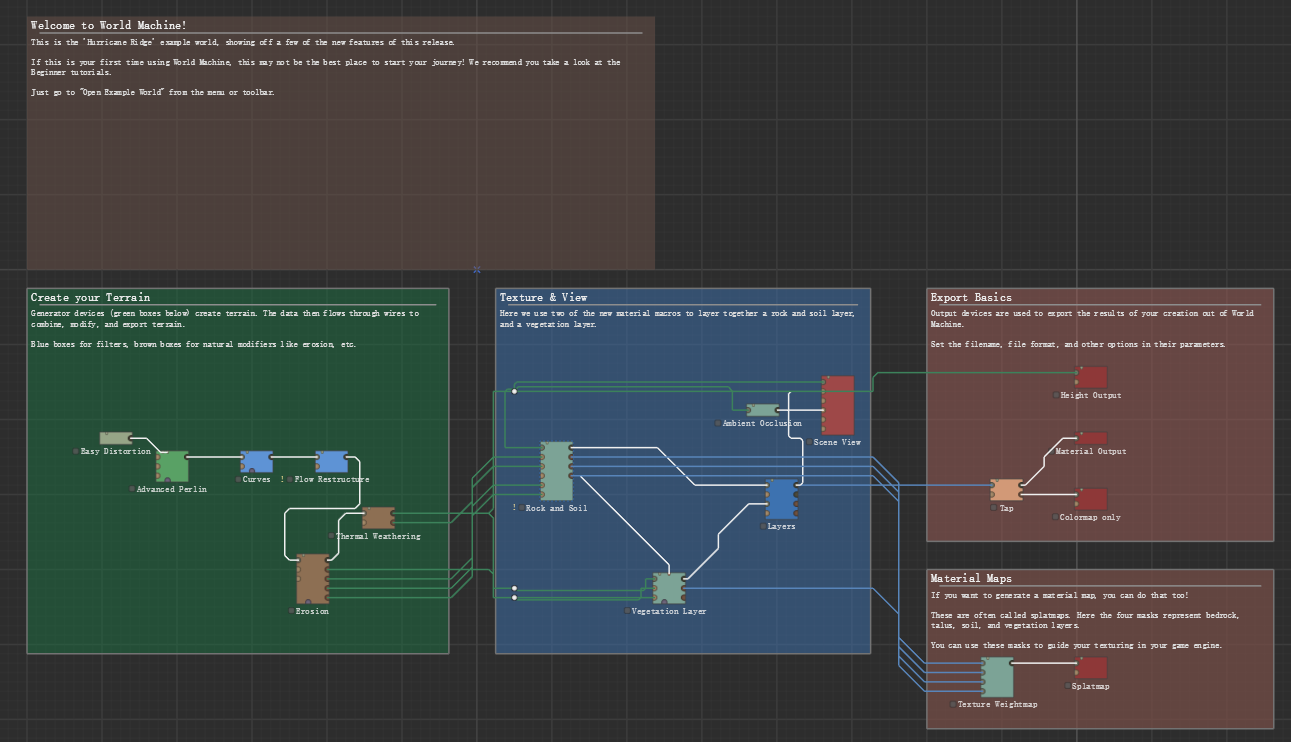 Welcome to World Machine!
This is the 'Hurricane Ridge' example world, showing off a few of the new features of this release.
If this is your first time using World Machine, this may not be the best place to start your journey! We recommend you take a look at the
Beginner tutorials.
Just go to "Open Example World" from the menu or toolbar.
Create your Terrain
Generator devices (green boxes below) create terrain. The data then flows through wires to
combine, modify, and export terrain.
Blue boxes for filters, brown boxes for natural modifiers like erosion, etc.
Easy Distortion
Advanced Perlin
Curves
! Flow Restructure
Thermal Weathering
Erosion
Texture & View
Here we use two of the new material macros to layer together a rock and soil layer,
and a vegetation layer.
Ambient Occlusion
Scene View
! Rock and Soil
Layers
Vegetation Layer
Export Basics
Output devices are used to export the results of your creation out of World
Machine.
Set the filename, file format, and other options in their parameters.
Height Output
Material Output
Tap
Colormap only
Material Maps
If you want to generate a material map, you can do that too!
These are often called splatmaps. Here the four masks represent bedrock,
talus, soil, and vegetation layers.
You can use these masks to guide your texturing in your game engine.
Splatmap
Texture Weightmap